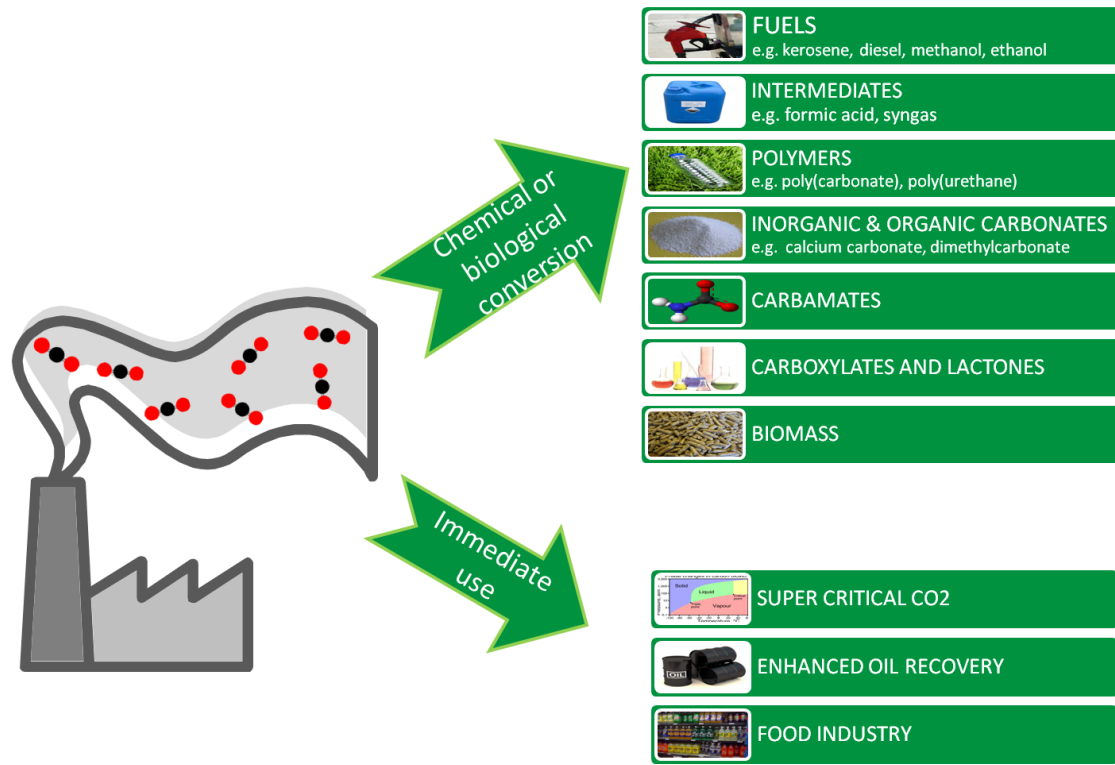 FUELS
e.g. kerosene, diesel, methanol, ethanol
INTERMEDIATES
e.g. formic acid, syngas
POLYMERS
e.g. poly(carbonate), poly(urethane)
INORGANIC & ORGANIC CARBONATES
e.g. calcium carbonate, dimethylcarbonate
CARBAMATES
CARBOXYLATES AND LACTONES
BIOMASS
Chemical or
biological
conversion
Immediate
use
Solid
Liquid
Vapour
SUPER CRITICAL CO2
OIL
ENHANCED OIL RECOVERY
FOOD INDUSTRY